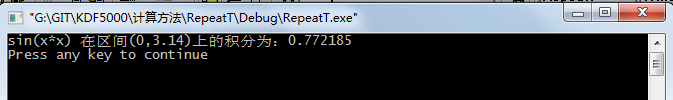 "G:\GIT\KDF5000\计算方法\RepeatT\Debug\RepeatT.exe"
sin(x*x) 在区间(0,3.14)上的积分为：0.772185
Press any key to continue